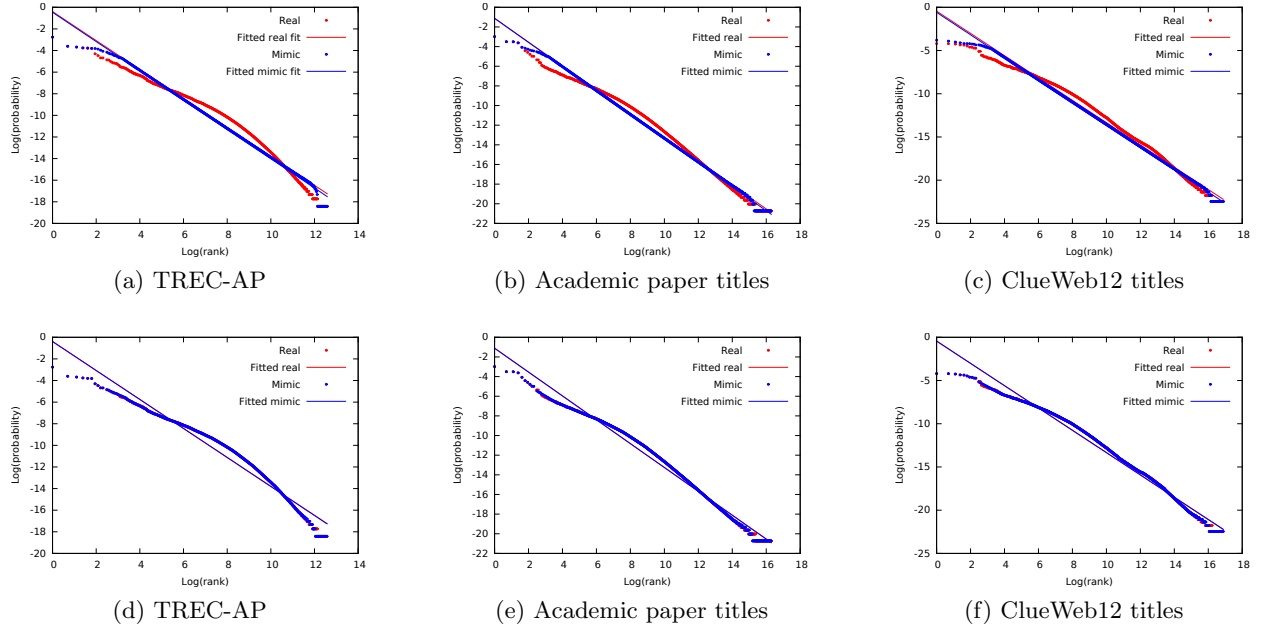 0
-2
-4
-6
-8
-10
-12
-14
-16
-18
-20
0 2 4 6 8 10 12 14
Log(probability)
Log(rank)
Real
Fitted real fit
Mimic
Fitted mimic fit
(a) TREC-AP
0
-2
-4
-6
-8
-10
-12
-14
-16
-18
-20
-22
0 2 4 6 8 10 12 14 16 18
Log(probability)
Log(rank)
Real
Fitted real
Mimic
Fitted mimic
(b) Academic paper titles
0
-5
-10
-15
-20
-25
0 2 4 6 8 10 12 14 16 18
Log(probability)
Log(rank)
Real
Fitted real
Mimic
Fitted mimic
(c) ClueWeb12 titles
0
-2
-4
-6
-8
-10
-12
-14
-16
-18
-20
0 2 4 6 8 10 12 14
Log(probability)
Log(rank)
Real
Fitted real
Mimic
Fitted mimic
(d) TREC-AP
0
-2
-4
-6
-8
-10
-12
-14
-16
-18
-20
-22
0 2 4 6 8 10 12 14 16 18
Log(probability)
Log(rank)
Real
Fitted real
Mimic
Fitted mimic
(e) Academic paper titles
0
-5
-10
-15
-20
-25
0 2 4 6 8 10 12 14 16 18
Log(probability)
Log(rank)
Real
Fitted real
Mimic
Fitted mimic
(f) ClueWeb12 titles